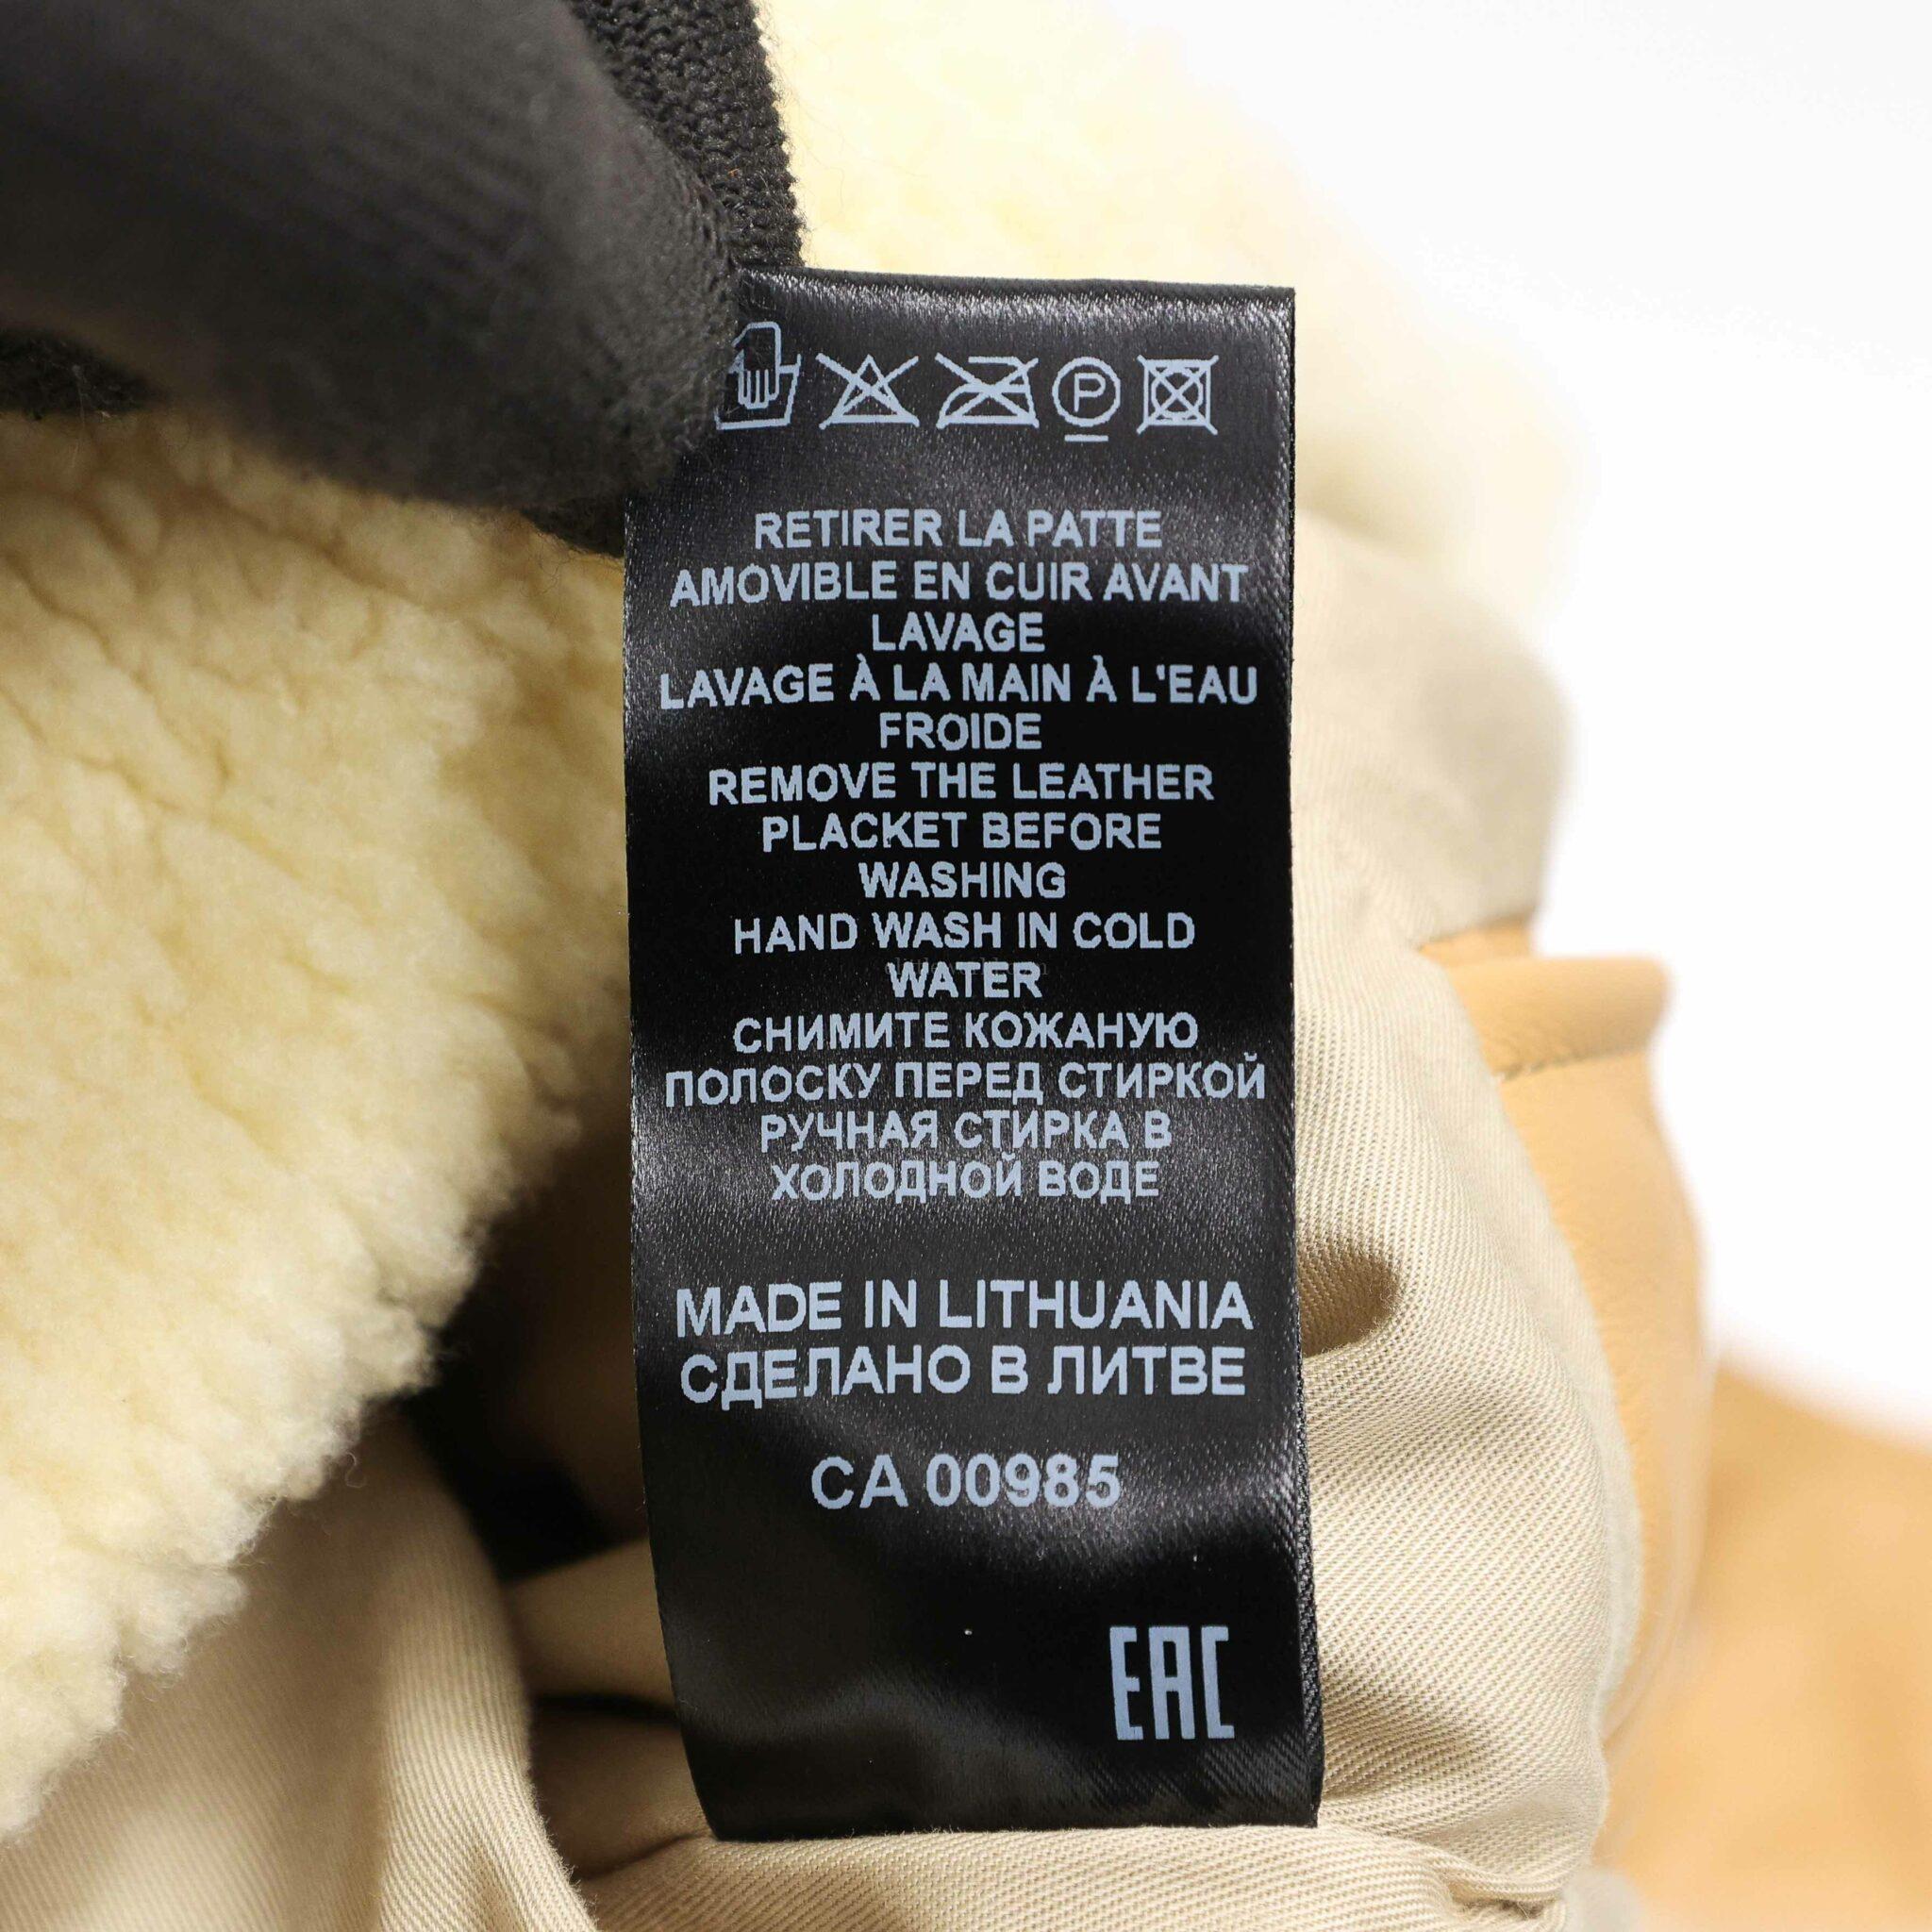 P
RETIRER LA PATTE
AMOVIBLE EN CUIR AVANT
LAVAGE
LAVAGE À LA MAIN À L'EAU
FROIDE
REMOVE THE LEATHER
PLACKET BEFORE
WASHING
HAND WASH IN COLD
WATER
СНИМИТЕ КОЖАНУЮ
ПОЛОСКУ ПЕРЕД СТИРКОЙ
РУЧНАЯ СТИРКА В
ХОЛОДНОЙ ВОДЕ
MADE IN LITHUANIA
СДЕЛАНО В ЛИТВЕ
CA 00985
EAC